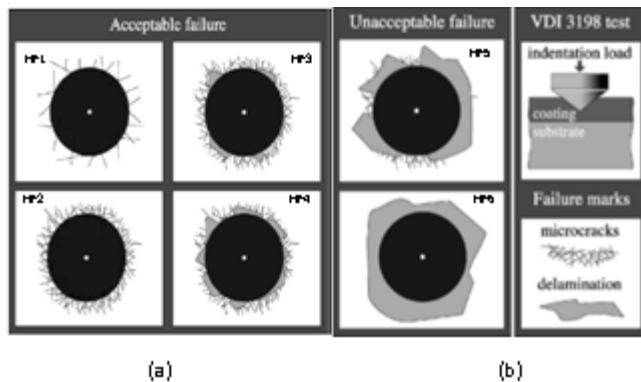 Acceptable failure
HF1
HF3
HF2
HF4
Unacceptable failure
HF5
HF6
VDI 3198 test
indentation load
coating
substrate
Failure marks
microcracks
delamination
(a)
(b)